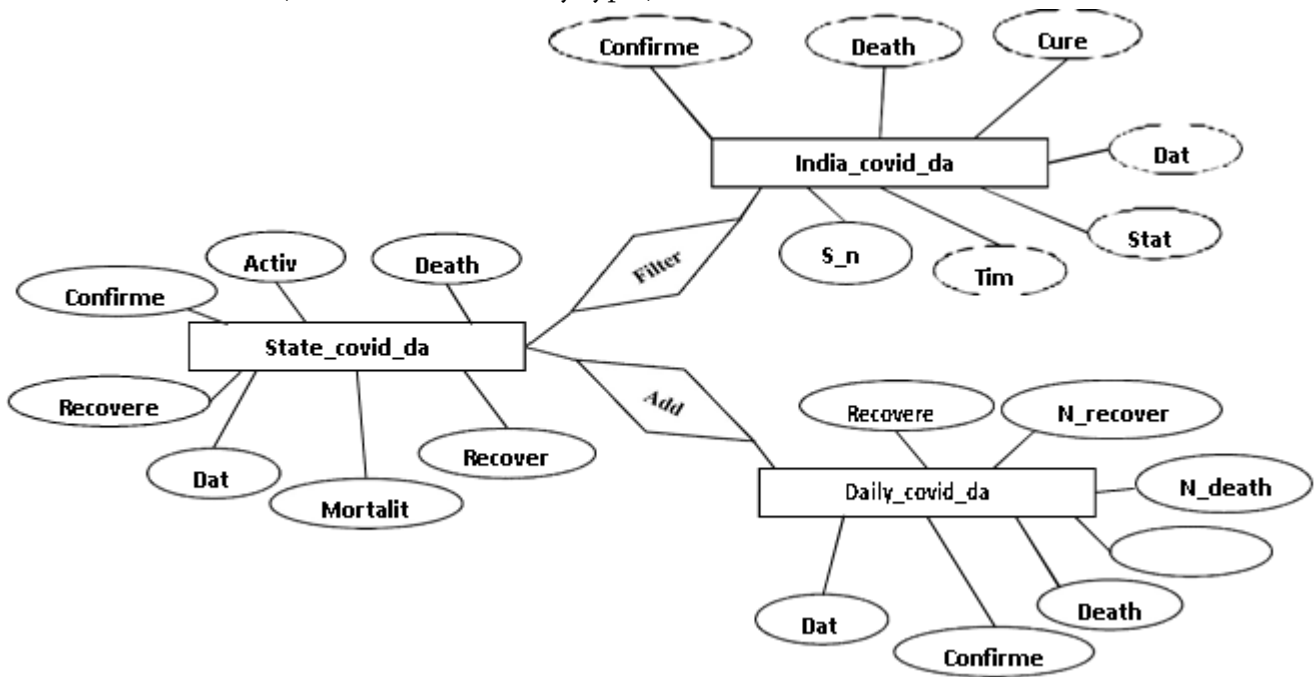 Confirme
Death
Cure
India_covid_da
Dat
Stat
S_n
Tim
Filter
Activ
Death
Confirme
State_covid_da
Recovere
Dat
Mortalit
Recover
Add
Recovere
N_recover
Daily_covid_da
N_death
Dat
Death
Confirme